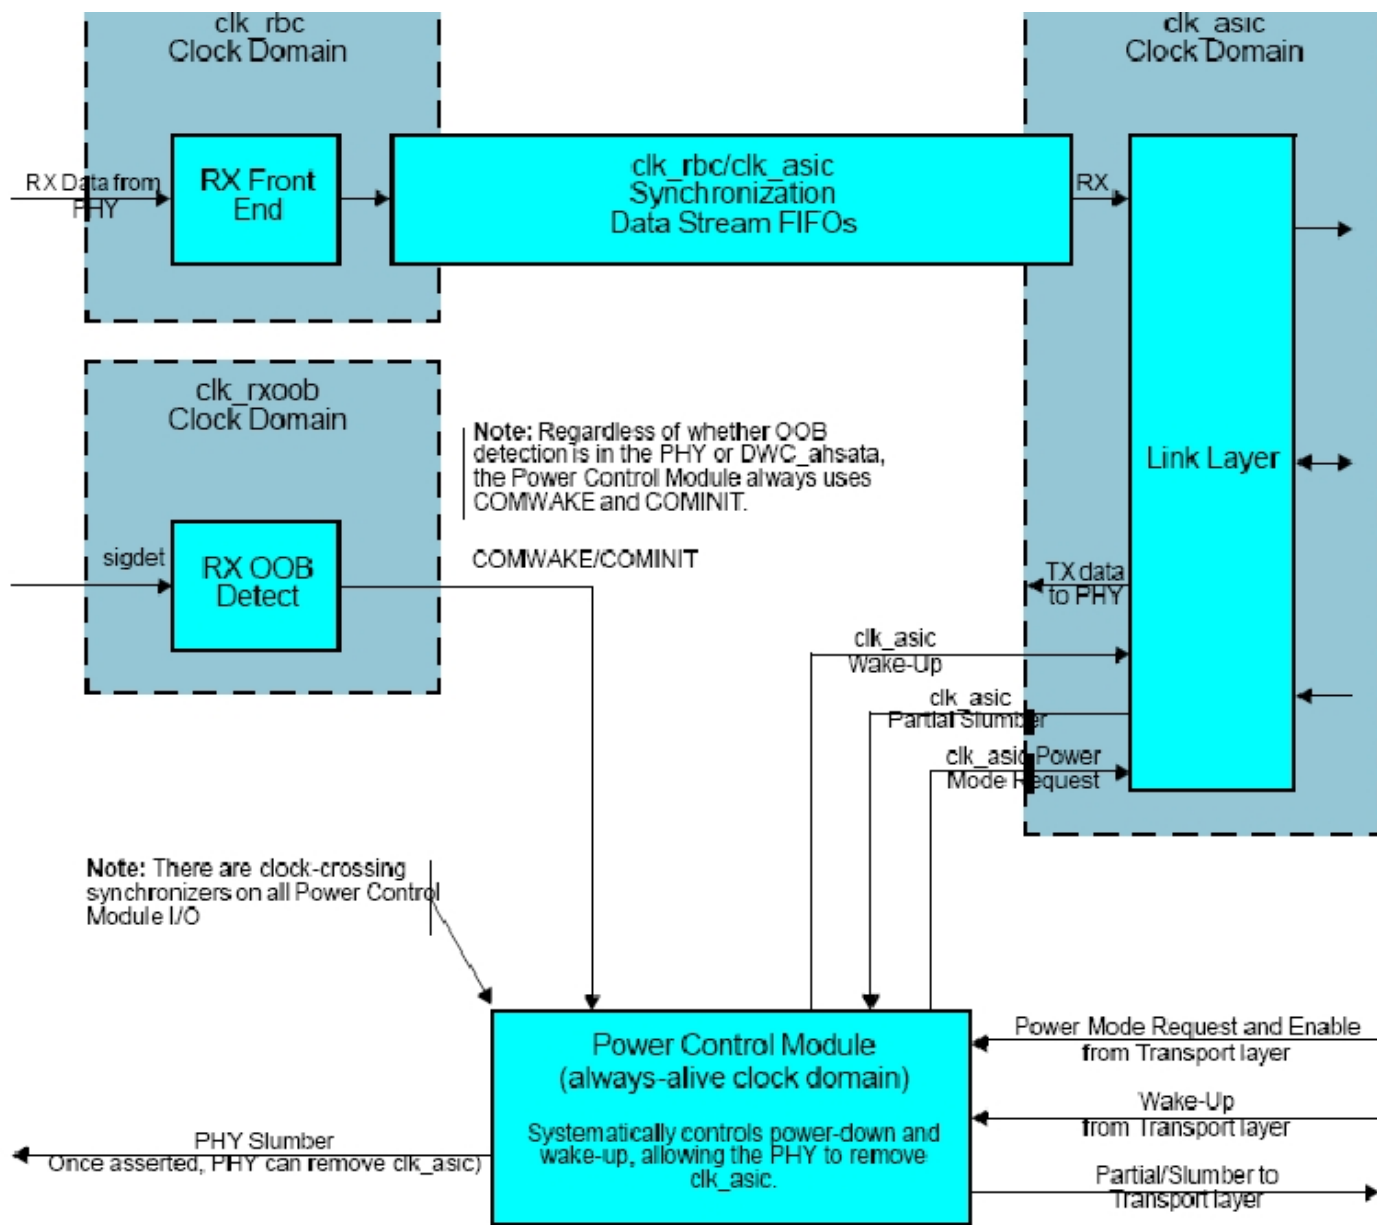 clk_rbc
Clock Domain
clk_asic
Clock Domain
RX Data from
PHY
RX Front
End
clk_rbc/clk_asic
Synchronization
Data Stream FIFOs
RX
clk_rxoob
Clock Domain
Note: Regardless of whether OOB
detection is in the PHY or DWC_ahsata,
the Power Control Module always uses
COMWAKE and COMINIT.
Link Layer
sigdet
RX OOB
Detect
COMWAKE/COMINIT
TX data
to PHY
clk_asic
Wake-Up
clk_asic
Partial Slumber
clk_asic Power
Mode Request
Note: There are clock-crossing
synchronizers on all Power Control
Module I/O
Power Control Module
(always-alive clock domain)
Systematically controls power-down and
wake-up, allowing the PHY to remove
clk_asic.
Power Mode Request and Enable
from Transport layer
Wake-Up
from Transport layer
Partial/Slumber to
Transport layer
PHY Slumber
Once asserted, PHY can remove clk_asic)